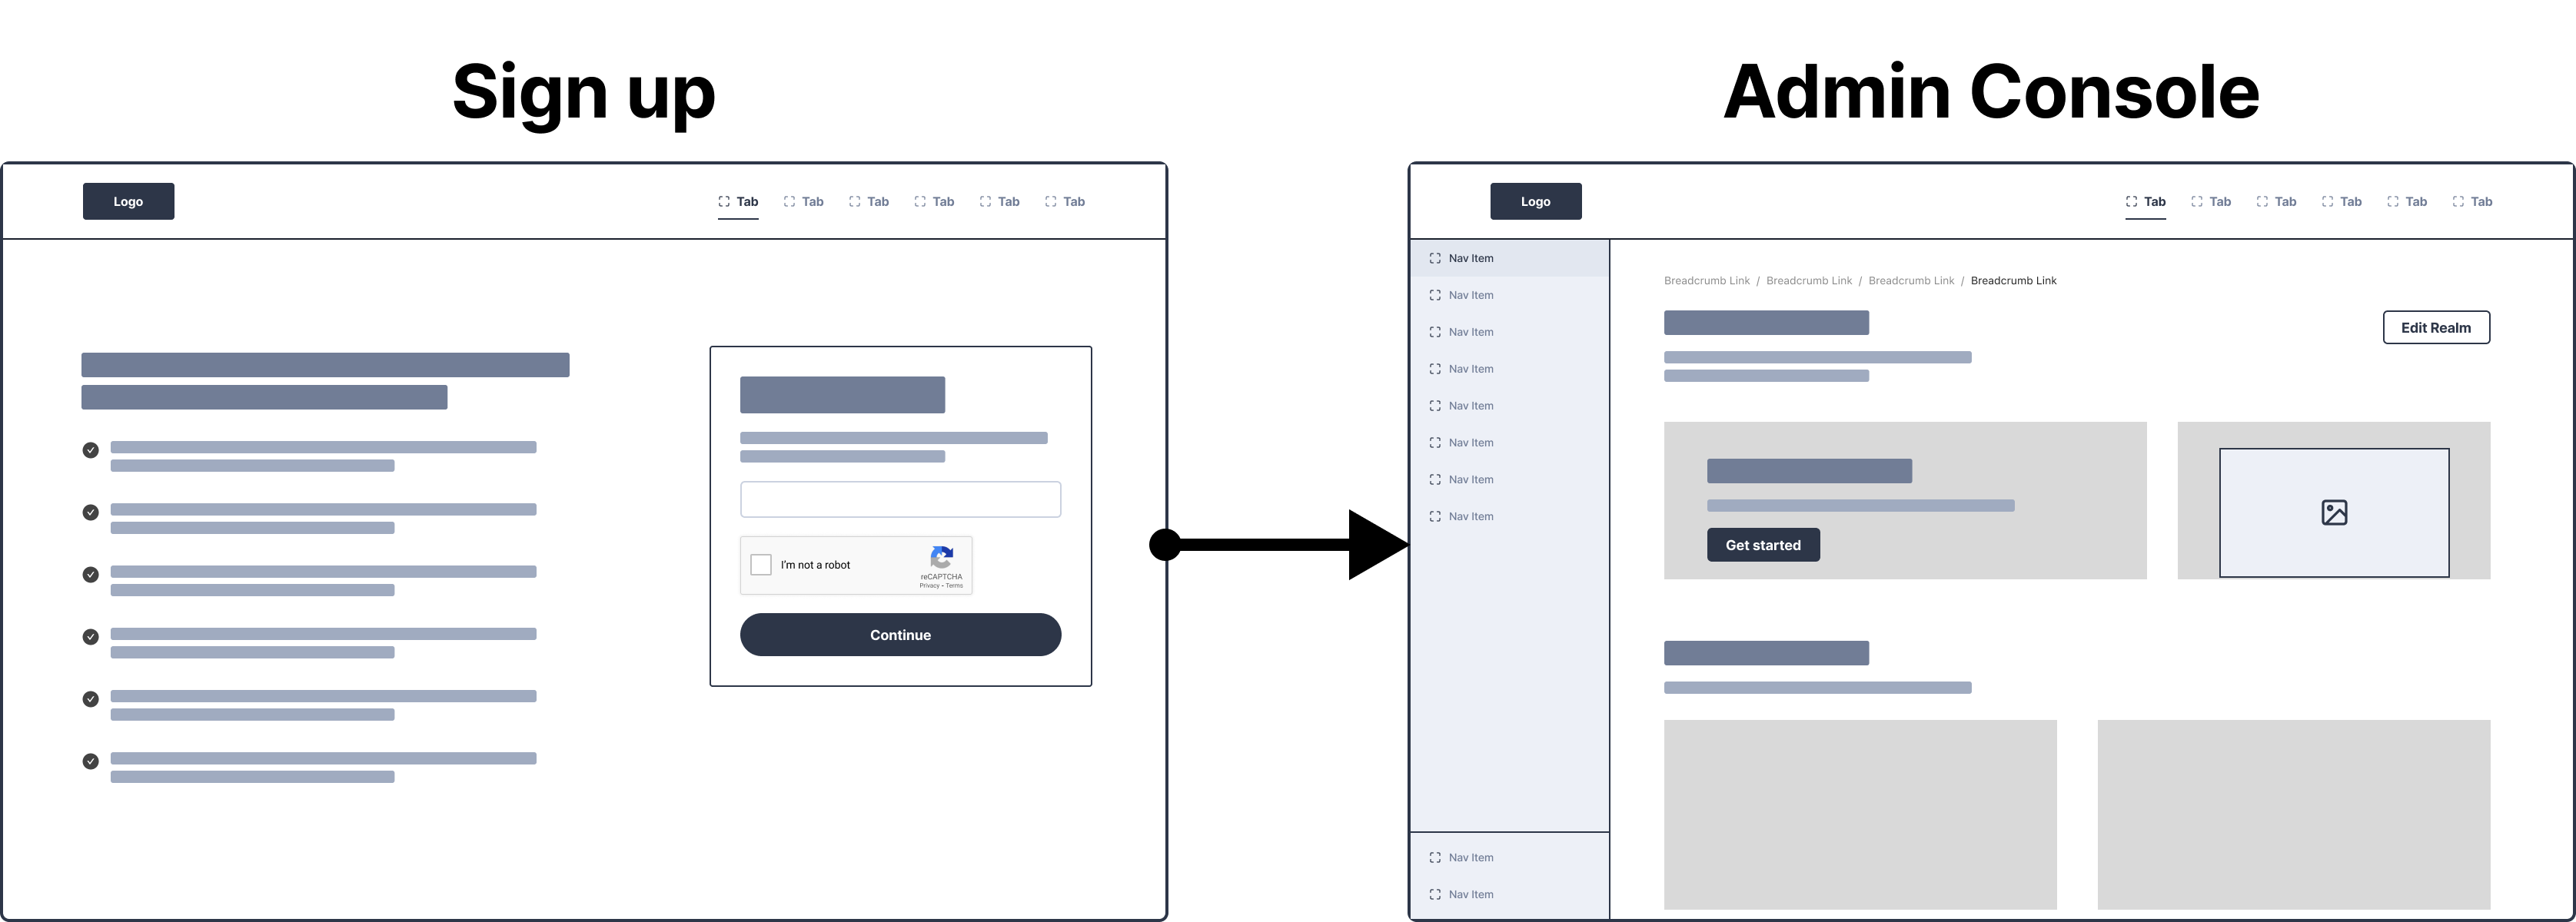 Sign up
Logo
Tab Tab Tab Tab Tab Tab
I'm not a robot
reCAPTCHA
Privacy • Terms
Continue
Admin Console
Logo
Tab Tab Tab Tab Tab Tab
Nav Item
Nav Item
Nav Item
Nav Item
Nav Item
Nav Item
Nav Item
Nav Item
Nav Item
Nav Item
Breadcrumb Link / Breadcrumb Link / Breadcrumb Link / Breadcrumb Link
Edit Realm
Get started